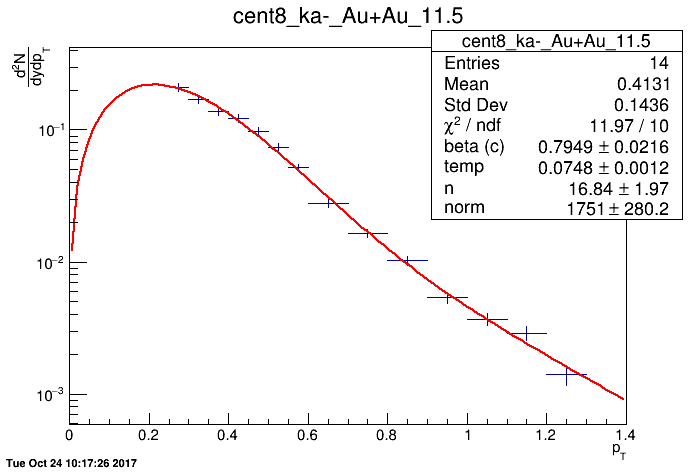 cent8_ka-_Au+Au_11.5
cent8_ka-_Au+Au_11.5
Entries 14
Mean 0.4131
Std Dev 0.1436
χ² / ndf 11.97 / 10
beta (c) 0.7949 ± 0.0216
temp 0.0748 ± 0.0012
n 16.84 ± 1.97
norm 1751 ± 280.2
d²N
dydp_T
10⁻¹
10⁻²
10⁻³
0 0.2 0.4 0.6 0.8 1 1.2 1.4
p_T
Tue Oct 24 10:17:26 2017